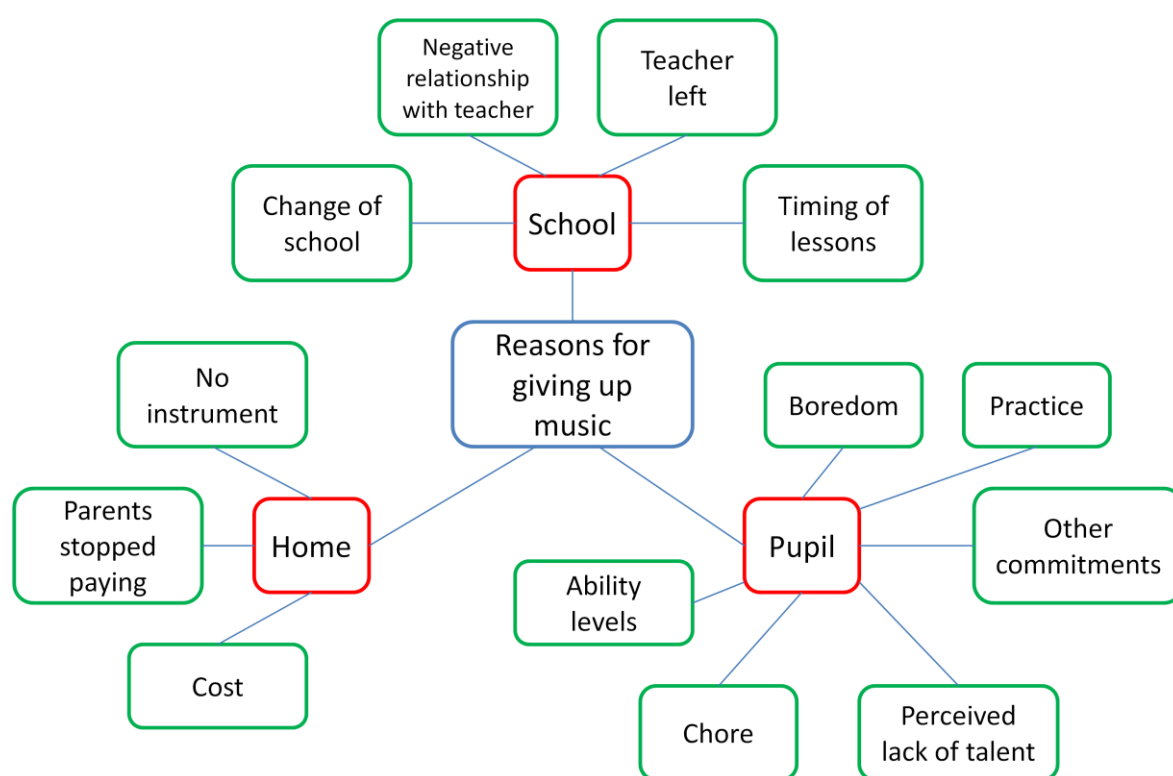 Negative
relationship
with teacher
Teacher
left
Change of
school
School
Timing of
lessons
Reasons for
giving up
music
No
instrument
Boredom
Practice
Parents
stopped
paying
Home
Pupil
Other
commitments
Ability
levels
Cost
Chore
Perceived
lack of talent